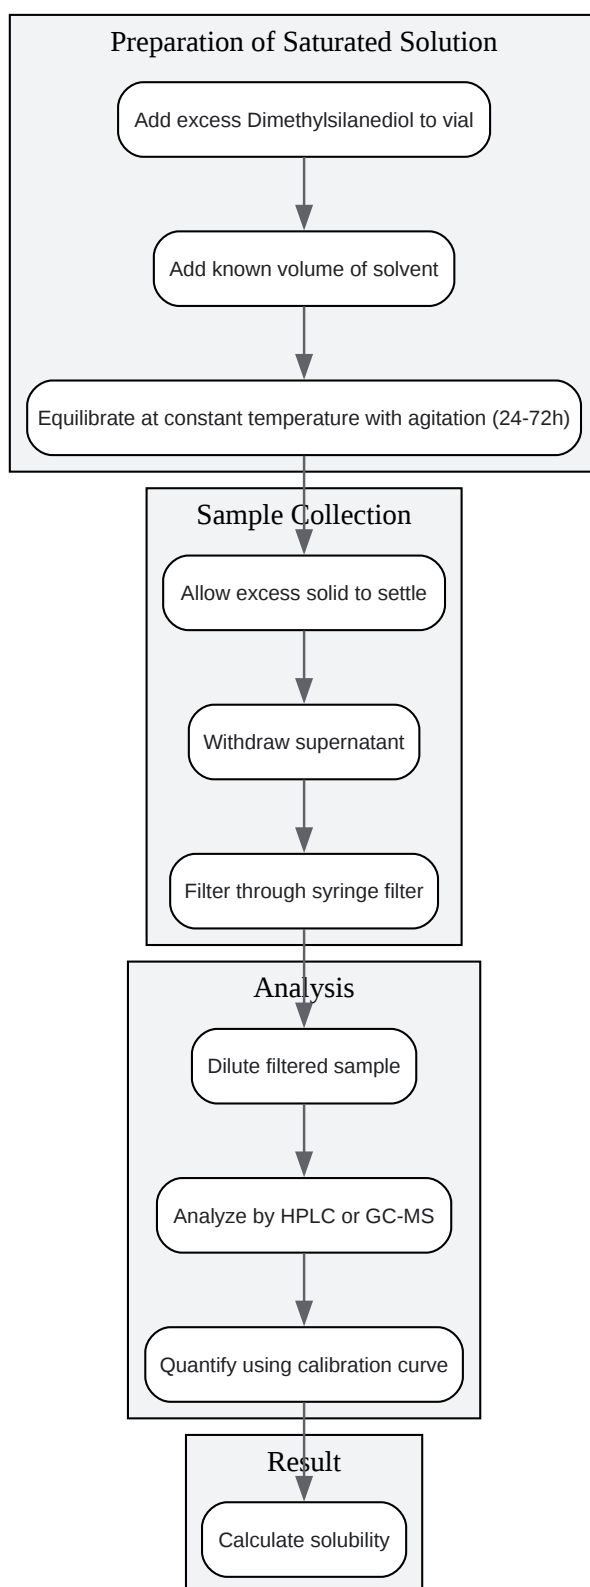 Preparation of Saturated Solution
Add excess Dimethylsilanediol to vial
Add known volume of solvent
Equilibrate at constant temperature with agitation (24-72h)
Sample Collection
Allow excess solid to settle
Withdraw supernatant
Filter through syringe filter
Analysis
Dilute filtered sample
Analyze by HPLC or GC-MS
Quantify using calibration curve
Result
Calculate solubility